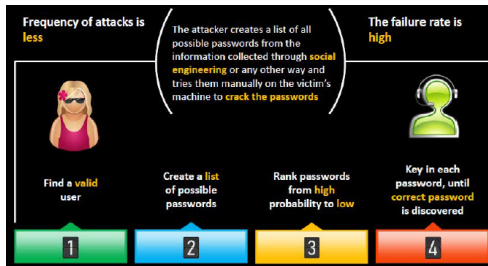 Frequency of attacks is
less
The attacker creates a list of all
possible passwords from the
information collected through social
engineering or any other way and
tries them manually on the victim's
machine to crack the passwords
The failure rate is
high
Find a valid
user
Create a list
of possible
passwords
Rank passwords
from high
probability to low
Key in each
password, until
correct password
is discovered
1
2
3
4